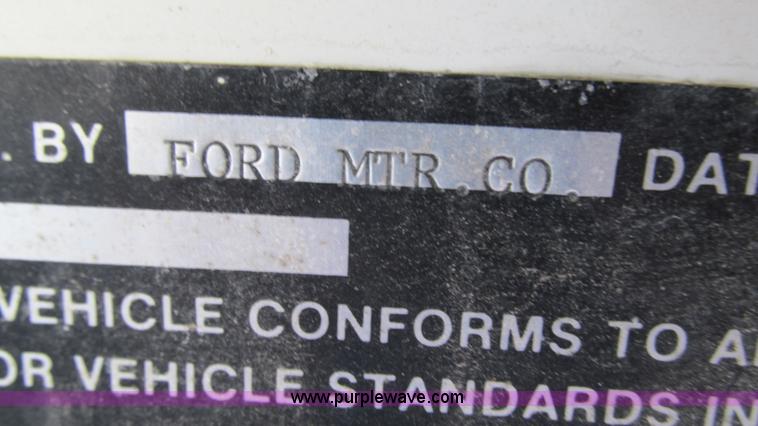 . BY FORD MTR.CO. DAT
VEHICLE CONFORMS TO A
OR VEHICLE STANDARDS IN
www.purplewave.com